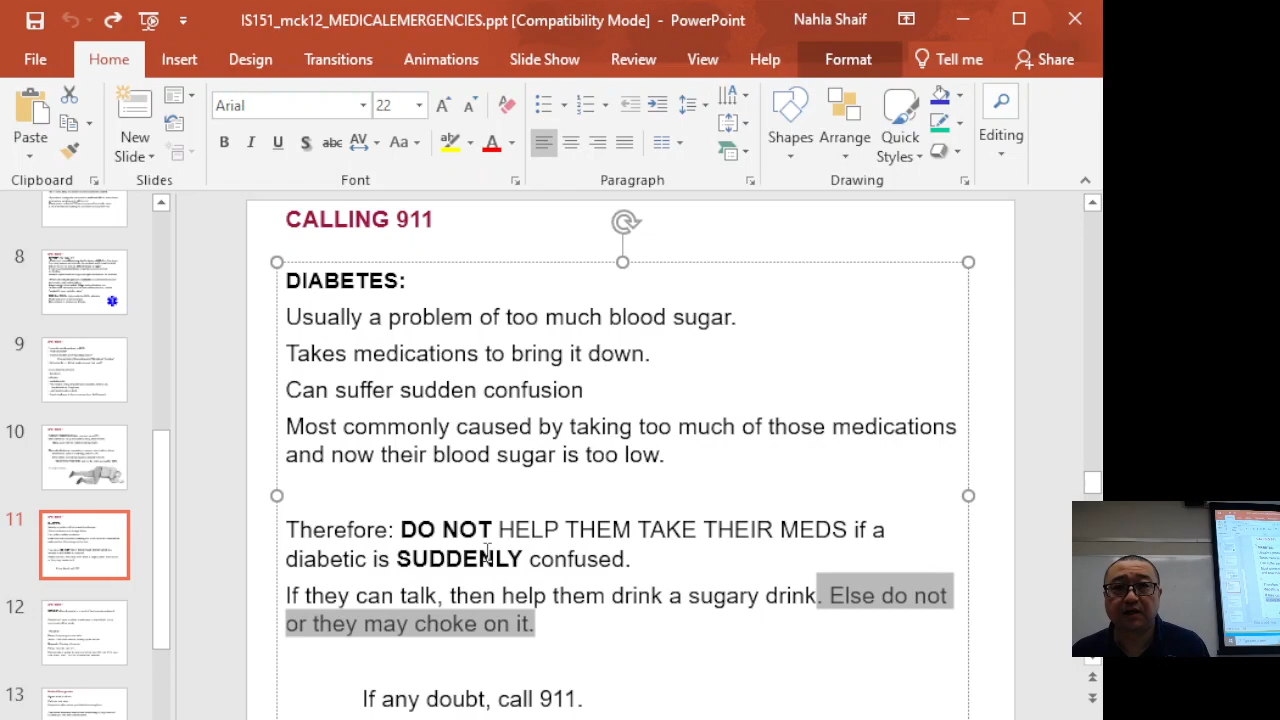 IS151_mck12_MEDICALEMERGENCIES.ppt [Compatibility Mode] - PowerPoint
Nahla Shaif
File Home Insert Design Transitions Animations Slide Show Review View Help Format Tell me Share
Arial 22
Paste New Slide Shapes Arrange Quick Styles Editing
B I U S abc AV Aa A
Clipboard Slides Font Paragraph Drawing
CALLING 911
DIABETES:
Usually a problem of too much blood sugar.
Takes medications to bring it down.
Can suffer sudden confusion
Most commonly caused by taking too much of those medications
and now their blood sugar is too low.
Therefore: DO NOT HELP THEM TAKE THEIR MEDS if a
diabetic is SUDDENLY confused.
If they can talk, then help them drink a sugary drink. Else do not
or they may choke on it.
If any doubt, call 911.
8
9
10
11
12
13